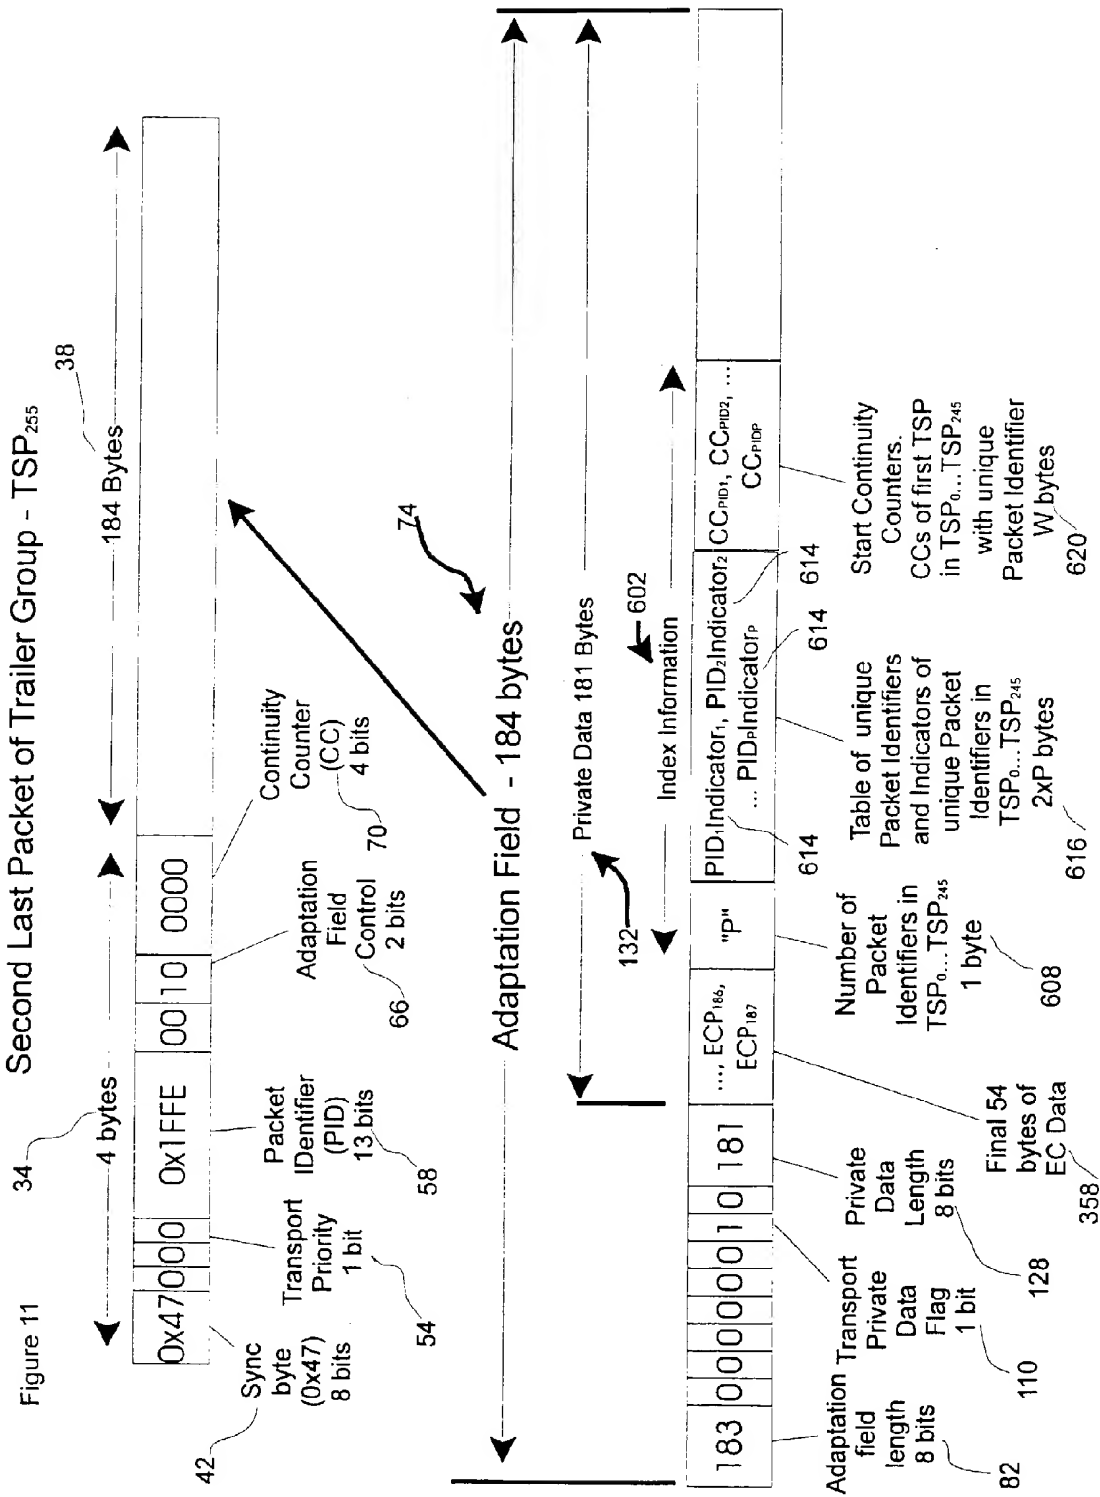 Figure 11
Second Last Packet of Trailer Group - TSP255
34
38
4 bytes
184 Bytes
0x47 0 0 0 0x1FFE 00 10 0000
42
Sync
byte
(0x47)
8 bits
Transport
Priority
1 bit
54
Packet
IDentifier
(PID)
13 bits
58
Adaptation
Field
Control
2 bits
66
Continuity
Counter
(CC)
4 bits
70
74
Adaptation Field - 184 bytes
132
Private Data 181 Bytes
602
Index Information
183 0 0 0 0 0 0 1 0 181 ..., ECP186, ECP187 "P" PID1Indicator1, PID2Indicator2 ... PIDPIndicatorP CCPID1, CCPID2, ... CCPIDP
614
614
614
Adaptation
field
length
8 bits
82
Transport
Private
Data
Flag
1 bit
110
Private
Data
Length
8 bits
128
Final 54
bytes of
EC Data
358
Number of
Packet
Identifiers in
TSP0...TSP245
1 byte
608
Table of unique
Packet Identifiers
and Indicators of
unique Packet
Identifiers in
TSP0...TSP245
2xP bytes
616
Start Continuity
Counters.
CCs of first TSP
in TSP0...TSP245
with unique
Packet Identifier
W bytes
620